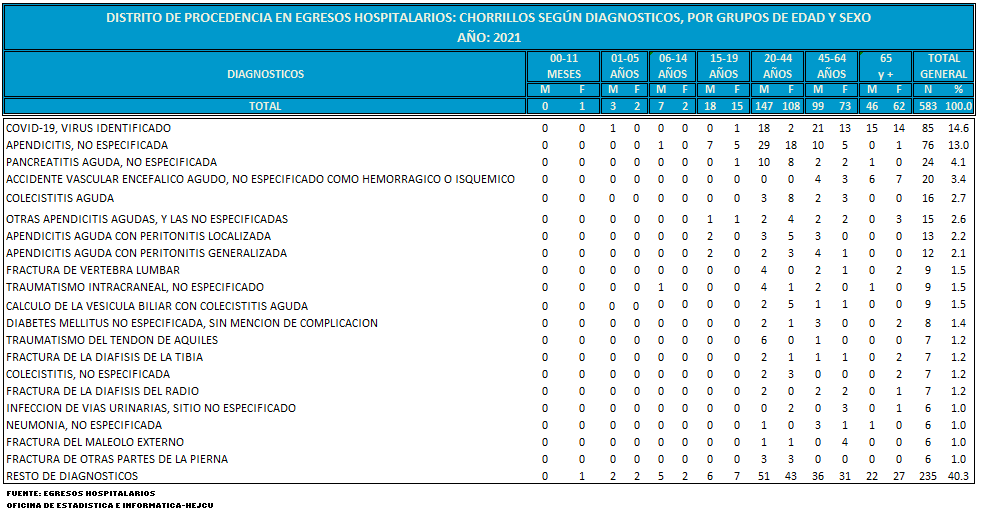 DISTRITO DE PROCEDENCIA EN EGRESOS HOSPITALARIOS: CHORRILLOS SEGÚN DIAGNOSTICOS, POR GRUPOS DE EDAD Y SEXO
AÑO: 2021
DIAGNOSTICOS 00-11 MESES 01-05 AÑOS 06-14 AÑOS 15-19 AÑOS 20-44 AÑOS 45-64 AÑOS 65 y + TOTAL GENERAL
M F M F M F M F M F M F M F N %
TOTAL 0 1 3 2 7 2 18 15 147 108 99 73 46 62 583 100.0
COVID-19, VIRUS IDENTIFICADO 0 0 1 0 0 0 0 1 18 2 21 13 15 14 85 14.6
APENDICITIS, NO ESPECIFICADA 0 0 0 0 1 0 7 5 29 18 10 5 0 1 76 13.0
PANCREATITIS AGUDA, NO ESPECIFICADA 0 0 0 0 0 0 0 1 10 8 2 2 1 0 24 4.1
ACCIDENTE VASCULAR ENCEFALICO AGUDO, NO ESPECIFICADO COMO HEMORRAGICO O ISQUEMICO 0 0 0 0 0 0 0 0 0 0 4 3 6 7 20 3.4
COLECISTITIS AGUDA 0 0 0 0 0 0 0 0 3 8 2 3 0 0 16 2.7
OTRAS APENDICITIS AGUDAS, Y LAS NO ESPECIFICADAS 0 0 0 0 0 0 1 1 2 4 2 2 0 3 15 2.6
APENDICITIS AGUDA CON PERITONITIS LOCALIZADA 0 0 0 0 0 0 2 0 3 5 3 0 0 0 13 2.2
APENDICITIS AGUDA CON PERITONITIS GENERALIZADA 0 0 0 0 0 0 2 0 2 3 4 1 0 0 12 2.1
FRACTURA DE VERTEBRA LUMBAR 0 0 0 0 0 0 0 0 4 0 2 1 0 2 9 1.5
TRAUMATISMO INTRACRANEAL, NO ESPECIFICADO 0 0 0 0 1 0 0 0 4 1 2 0 1 0 9 1.5
CALCULO DE LA VESICULA BILIAR CON COLECISTITIS AGUDA 0 0 0 0 0 0 0 0 2 5 1 1 0 0 9 1.5
DIABETES MELLITUS NO ESPECIFICADA, SIN MENCION DE COMPLICACION 0 0 0 0 0 0 0 0 2 1 3 0 0 2 8 1.4
TRAUMATISMO DEL TENDON DE AQUILES 0 0 0 0 0 0 0 0 6 0 1 0 0 0 7 1.2
FRACTURA DE LA DIAFISIS DE LA TIBIA 0 0 0 0 0 0 0 0 2 1 1 1 0 2 7 1.2
COLECISTITIS, NO ESPECIFICADA 0 0 0 0 0 0 0 0 2 3 0 0 0 2 7 1.2
FRACTURA DE LA DIAFISIS DEL RADIO 0 0 0 0 0 0 0 0 2 0 2 2 0 1 7 1.2
INFECCION DE VIAS URINARIAS, SITIO NO ESPECIFICADO 0 0 0 0 0 0 0 0 0 2 0 3 0 1 6 1.0
NEUMONIA, NO ESPECIFICADA 0 0 0 0 0 0 0 0 1 0 3 1 1 0 6 1.0
FRACTURA DEL MALEOLO EXTERNO 0 0 0 0 0 0 0 0 1 1 0 4 0 0 6 1.0
FRACTURA DE OTRAS PARTES DE LA PIERNA 0 0 0 0 0 0 0 0 3 3 0 0 0 0 6 1.0
RESTO DE DIAGNOSTICOS 0 1 2 2 5 2 6 7 51 43 36 31 22 27 235 40.3
FUENTE: EGRESOS HOSPITALARIOS
OFICINA DE ESTADISTICA E INFORMATICA-HEJCU